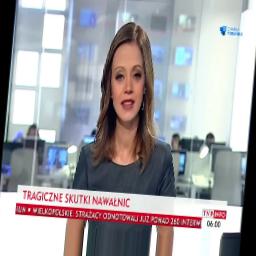 TRAGICZNE SKUTKI NAWAŁNIC
WIELKOPOLSKIE. STRAŻACY ODNOTOWALI JUŻ PONAD 260 INTERW
TVP INFO
06:00